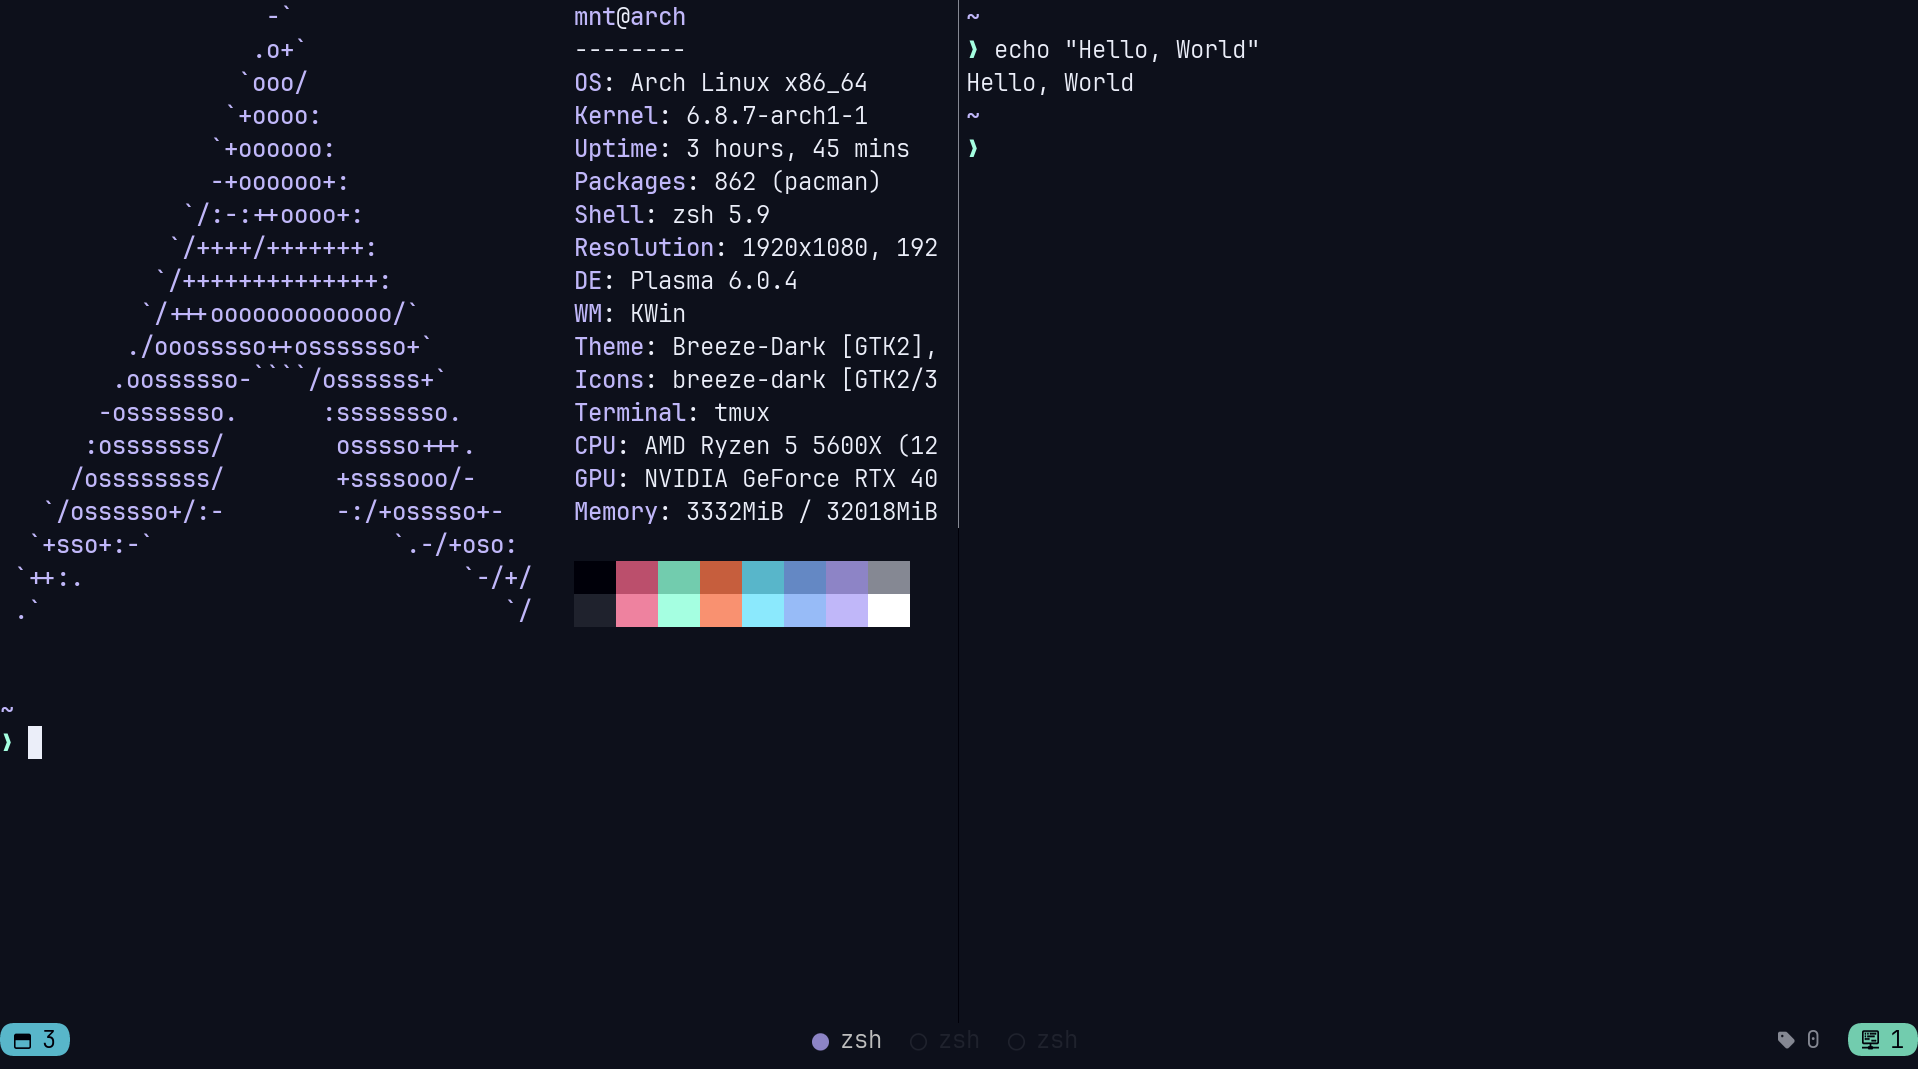 -`
                  .o+`
                 `ooo/
                `+oooo:
               `+oooooo:
               -+oooooo+:
             `/:-:++oooo+:
            `/++++/+++++++:
           `/++++++++++++++:
          `/+++ooooooooooooo/`
         ./ooosssso++osssssso+`
        .oossssso-````/ossssss+`
       -osssssso.      :ssssssso.
      :osssssss/        osssso+++.
     /ossssssss/        +ssssooo/-
   `/ossssso+/:-        -:/+osssso+-
  `+sso+:-`                 `.-/+oso:
 `++:.                           `-/+/
 .`                                 `/
mnt@arch
--------
OS: Arch Linux x86_64
Kernel: 6.8.7-arch1-1
Uptime: 3 hours, 45 mins
Packages: 862 (pacman)
Shell: zsh 5.9
Resolution: 1920x1080, 192
DE: Plasma 6.0.4
WM: KWin
Theme: Breeze-Dark [GTK2],
Icons: breeze-dark [GTK2/3
Terminal: tmux
CPU: AMD Ryzen 5 5600X (12
GPU: NVIDIA GeForce RTX 40
Memory: 3332MiB / 32018MiB
~
❯
~
❯ echo "Hello, World"
Hello, World
~
❯
3
zsh zsh zsh
0 1